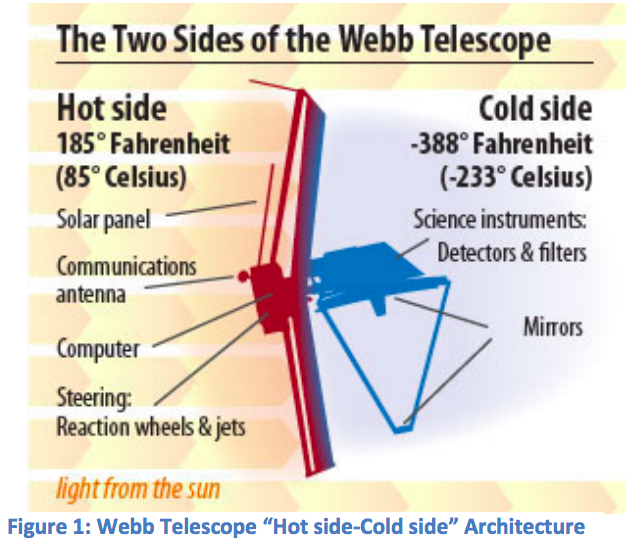 The Two Sides of the Webb Telescope
Hot side
185° Fahrenheit
(85° Celsius)
Solar panel
Communications
antenna
Computer
Steering:
Reaction wheels & jets
light from the sun
Cold side
-388° Fahrenheit
(-233° Celsius)
Science instruments:
Detectors & filters
Mirrors
Figure 1: Webb Telescope “Hot side-Cold side” Architecture